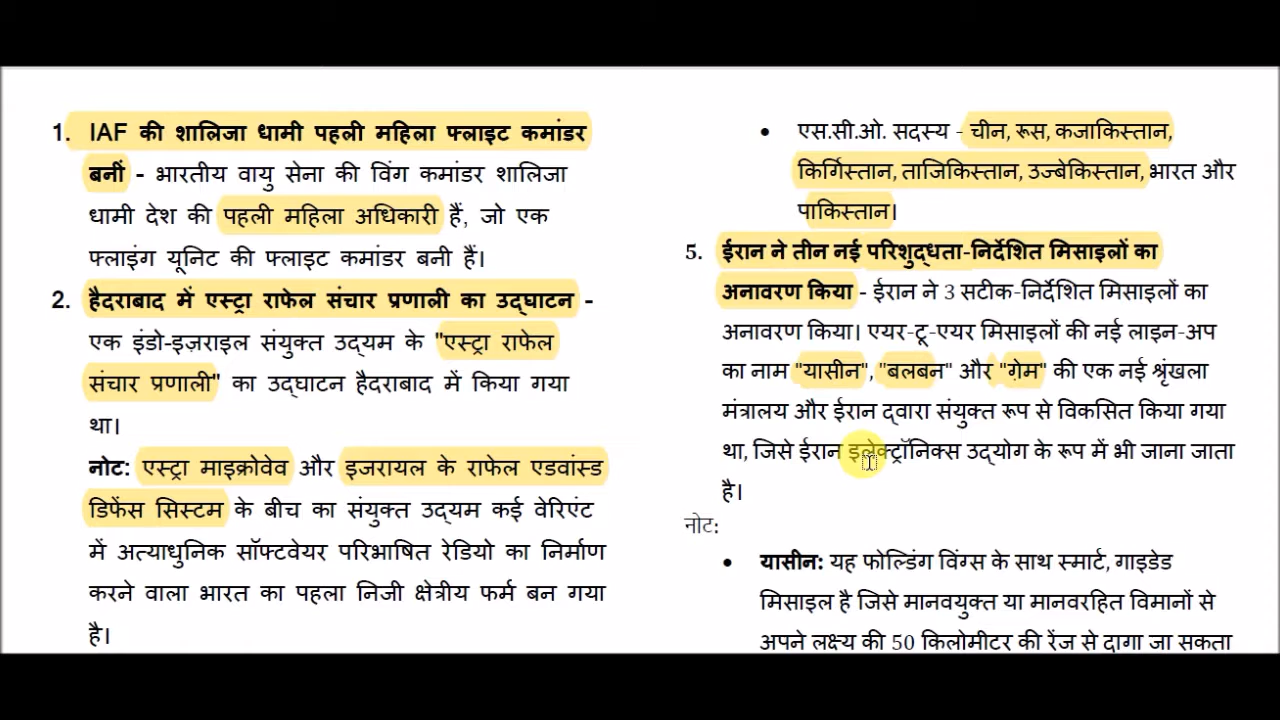 1. IAF की शालिजा धामी पहली महिला फ्लाइट कमांडर
बनीं - भारतीय वायु सेना की विंग कमांडर शालिजा
धामी देश की पहली महिला अधिकारी हैं, जो एक
फ्लाइंग यूनिट की फ्लाइट कमांडर बनी हैं।
2. हैदराबाद में एस्ट्रा राफेल संचार प्रणाली का उद्घाटन -
एक इंडो-इज़राइल संयुक्त उद्यम के "एस्ट्रा राफेल
संचार प्रणाली" का उद्घाटन हैदराबाद में किया गया
था।
नोट: एस्ट्रा माइक्रोवेव और इजरायल के राफेल एडवांस्ड
डिफेंस सिस्टम के बीच का संयुक्त उद्यम कई वेरिएंट
में अत्याधुनिक सॉफ्टवेयर परिभाषित रेडियो का निर्माण
करने वाला भारत का पहला निजी क्षेत्रीय फर्म बन गया
है।
• एस.सी.ओ. सदस्य - चीन, रूस, कजाकिस्तान,
किर्गिस्तान, ताजिकिस्तान, उज्बेकिस्तान, भारत और
पाकिस्तान।
5. ईरान ने तीन नई परिशुद्धता-निर्देशित मिसाइलों का
अनावरण किया - ईरान ने 3 सटीक-निर्देशित मिसाइलों का
अनावरण किया। एयर-टू-एयर मिसाइलों की नई लाइन-अप
का नाम "यासीन", "बलबन" और "ग़ेम" की एक नई श्रृंखला
मंत्रालय और ईरान द्वारा संयुक्त रूप से विकसित किया गया
था, जिसे ईरान इलेक्ट्रॉनिक्स उद्योग के रूप में भी जाना जाता
है।
नोट:
• यासीन: यह फोल्डिंग विंग्स के साथ स्मार्ट, गाइडेड
मिसाइल है जिसे मानवयुक्त या मानवरहित विमानों से
अपने लक्ष्य की 50 किलोमीटर की रेंज से दागा जा सकता